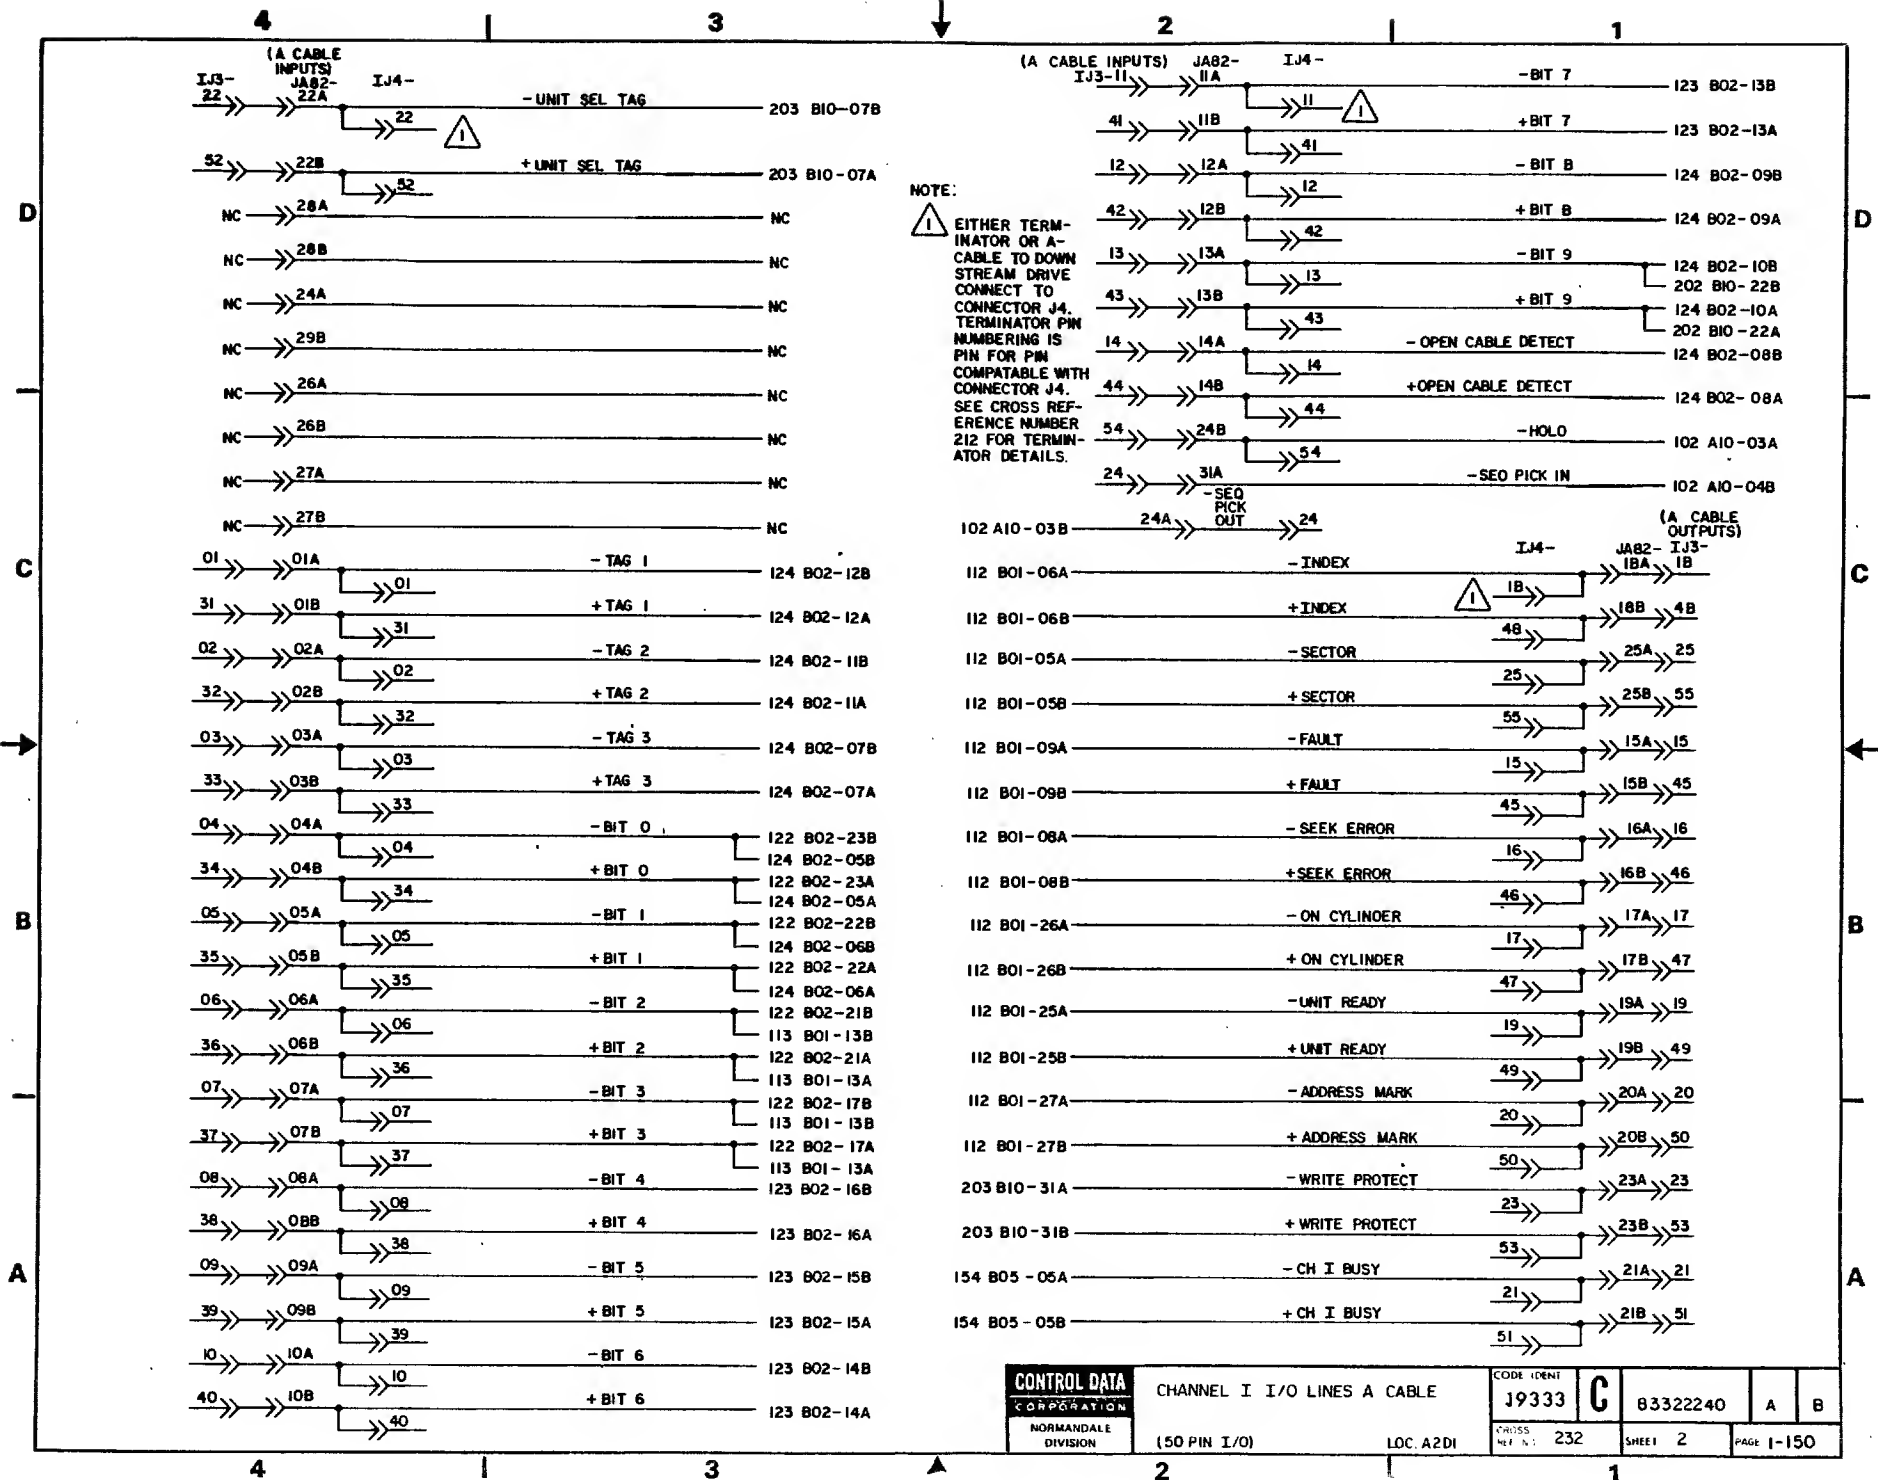 4 3 2 1
(A CABLE
INPUTS)
IJ3- JA82- IJ4-
22 22A - UNIT SEL TAG 203 B10-07B
22
1
52 22B + UNIT SEL TAG 203 B10-07A
52
NC 28A NC
NC 28B NC
NC 24A NC
NC 29B NC
NC 26A NC
NC 26B NC
NC 27A NC
NC 27B NC
01 01A - TAG 1 124 B02-12B
01
31 01B + TAG 1 124 B02-12A
31
02 02A - TAG 2 124 B02-11B
02
32 02B + TAG 2 124 B02-11A
32
03 03A - TAG 3 124 B02-07B
03
33 03B + TAG 3 124 B02-07A
33
04 04A - BIT 0 122 B02-23B
04 124 B02-05B
34 04B + BIT 0 122 B02-23A
34 124 B02-05A
05 05A - BIT 1 122 B02-22B
05 124 B02-06B
35 05B + BIT 1 122 B02-22A
35 124 B02-06A
06 06A - BIT 2 122 B02-21B
06 113 B01-13B
36 06B + BIT 2 122 B02-21A
36 113 B01-13A
07 07A - BIT 3 122 B02-17B
07 113 B01-13B
37 07B + BIT 3 122 B02-17A
37 113 B01-13A
08 08A - BIT 4 123 B02-16B
08
38 08B + BIT 4 123 B02-16A
38
09 09A - BIT 5 123 B02-15B
09
39 09B + BIT 5 123 B02-15A
39
10 10A - BIT 6 123 B02-14B
10
40 10B + BIT 6 123 B02-14A
40
NOTE:
1 EITHER TERM-
INATOR OR A-
CABLE TO DOWN
STREAM DRIVE
CONNECT TO
CONNECTOR J4.
TERMINATOR PIN
NUMBERING IS
PIN FOR PIN
COMPATABLE WITH
CONNECTOR J4.
SEE CROSS REF-
ERENCE NUMBER
212 FOR TERMIN-
ATOR DETAILS.
(A CABLE INPUTS) JA82- IJ4-
IJ3-11 11A - BIT 7 123 B02-13B
11
1
41 11B + BIT 7 123 B02-13A
41
12 12A - BIT 8 124 B02-09B
12
42 12B + BIT 8 124 B02-09A
42
13 13A - BIT 9 124 B02-10B
13 202 B10-22B
43 13B + BIT 9 124 B02-10A
43 202 B10-22A
14 14A - OPEN CABLE DETECT 124 B02-08B
14
44 14B + OPEN CABLE DETECT 124 B02-08A
44
54 24B - HOLD 102 A10-03A
54
24 31A - SEQ PICK IN 102 A10-04B
- SEQ
PICK
OUT
102 A10-03B 24A 24
(A CABLE
OUTPUTS)
IJ4- JA82- IJ3-
112 B01-06A - INDEX 18A 18
1 18
112 B01-06B + INDEX 18B 48
48
112 B01-05A - SECTOR 25A 25
25
112 B01-05B + SECTOR 25B 55
55
112 B01-09A - FAULT 15A 15
15
112 B01-09B + FAULT 15B 45
45
112 B01-08A - SEEK ERROR 16A 16
16
112 B01-08B + SEEK ERROR 16B 46
46
112 B01-26A - ON CYLINDER 17A 17
17
112 B01-26B + ON CYLINDER 17B 47
47
112 B01-25A - UNIT READY 19A 19
19
112 B01-25B + UNIT READY 19B 49
49
112 B01-27A - ADDRESS MARK 20A 20
20
112 B01-27B + ADDRESS MARK 20B 50
50
203 B10-31A - WRITE PROTECT 23A 23
23
203 B10-31B + WRITE PROTECT 23B 53
53
154 B05-05A - CH I BUSY 21A 21
21
154 B05-05B + CH I BUSY 21B 51
51
D D
C C
B B
A A
CONTROL DATA
CORPORATION
NORMANDALE
DIVISION
CHANNEL I I/O LINES A CABLE
(50 PIN I/O) LOC. A2D1
CODE IDENT
19333 C 83322240 A B
CROSS
REF NO. 232 SHEET 2 PAGE 1-150
4 3 2 1